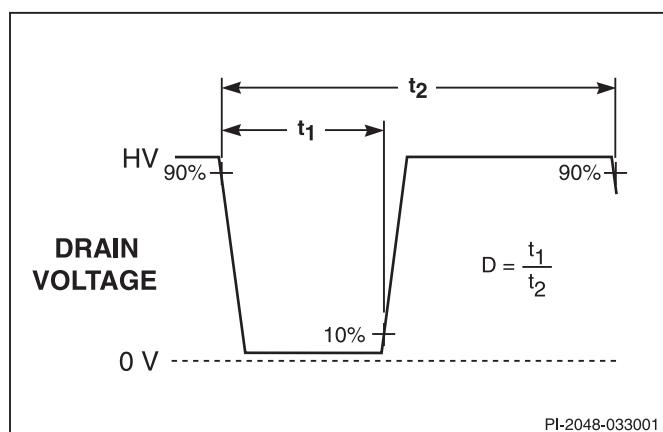 t2
t1
HV
90%
90%
DRAIN
VOLTAGE
D = t1/t2
10%
0 V
PI-2048-033001